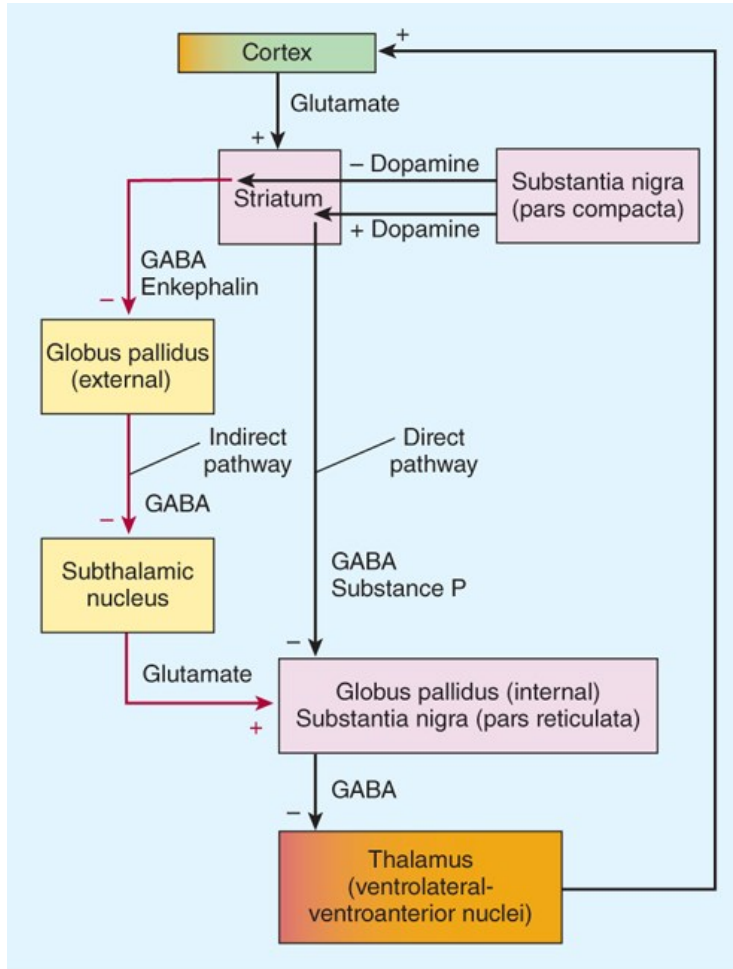 +
Cortex
Glutamate
+
– Dopamine
Striatum
Substantia nigra
(pars compacta)
+ Dopamine
GABA
Enkephalin
–
Globus pallidus
(external)
Indirect
pathway
Direct
pathway
GABA
–
Subthalamic
nucleus
GABA
Substance P
–
Glutamate
+
Globus pallidus (internal)
Substantia nigra (pars reticulata)
GABA
–
Thalamus
(ventrolateral-
ventroanterior nuclei)